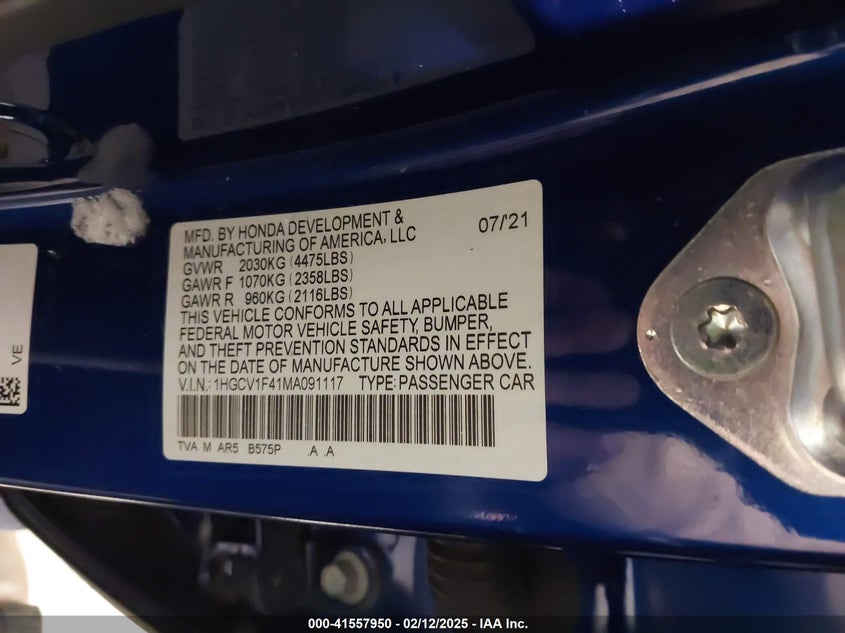 MFD. BY HONDA DEVELOPMENT & MANUFACTURING OF AMERICA, LLC 07/'21
GVWR 2030KG (4475LBS)
GAWR F 1070KG (2358LBS)
GAWR R 960KG (2116LBS)
THIS VEHICLE CONFORMS TO ALL APPLICABLE
FEDERAL MOTOR VEHICLE SAFETY, BUMPER,
AND THEFT PREVENTION STANDARDS IN EFFECT
ON THE DATE OF MANUFACTURE SHOWN ABOVE.
V.I.N.: 1HGCV1F41MA091117 TYPE: PASSENGER CAR
TVA M AR5 B575P .A .A
VE
000-41557950 - 02/12/2025 - IAA Inc.